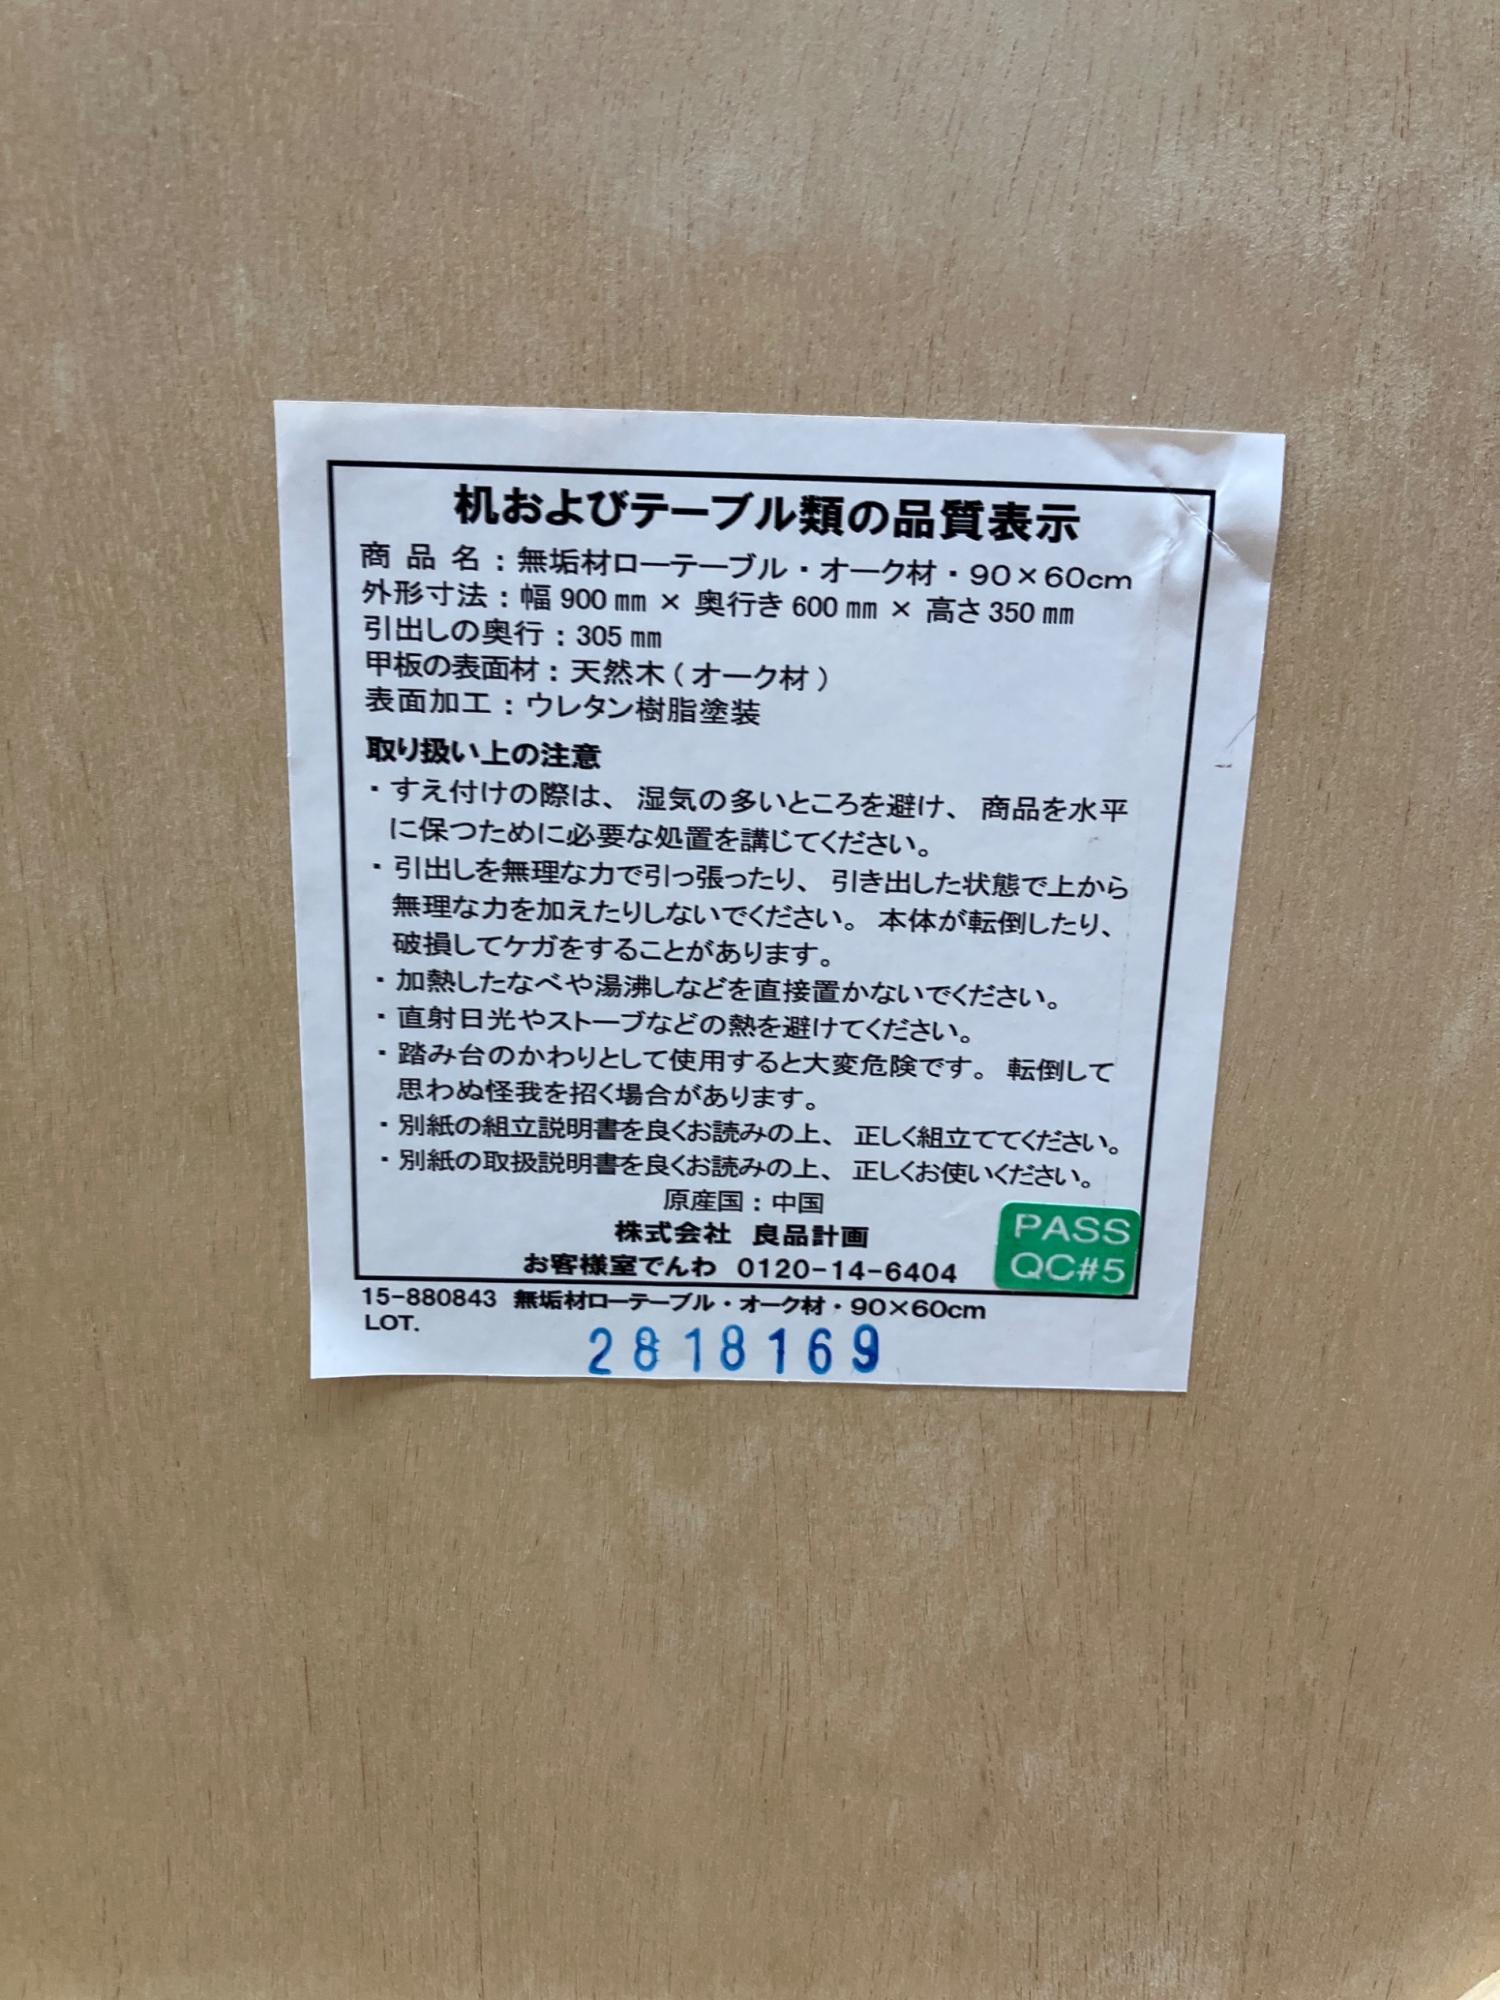 机およびテーブル類の品質表示
商品名：無垢材ローテーブル・オーク材・90×60cm
外形寸法：幅900㎜ × 奥行き600㎜ × 高さ350㎜
引出しの奥行：305㎜
甲板の表面材：天然木（オーク材）
表面加工：ウレタン樹脂塗装
取り扱い上の注意
・すえ付けの際は、湿気の多いところを避け、商品を水平
に保つために必要な処置を講じてください。
・引出しを無理な力で引っ張ったり、引き出した状態で上から
無理な力を加えたりしないでください。本体が転倒したり、
破損してケガをすることがあります。
・加熱したなべや湯沸しなどを直接置かないでください。
・直射日光やストーブなどの熱を避けてください。
・踏み台のかわりとして使用すると大変危険です。転倒して
思わぬ怪我を招く場合があります。
・別紙の組立説明書を良くお読みの上、正しく組立ててください。
・別紙の取扱説明書を良くお読みの上、正しくお使いください。
原産国：中国
株式会社 良品計画
お客様室でんわ 0120-14-6404
PASS
QC#5
15-880843 無垢材ローテーブル・オーク材・90×60cm
LOT.
2818169